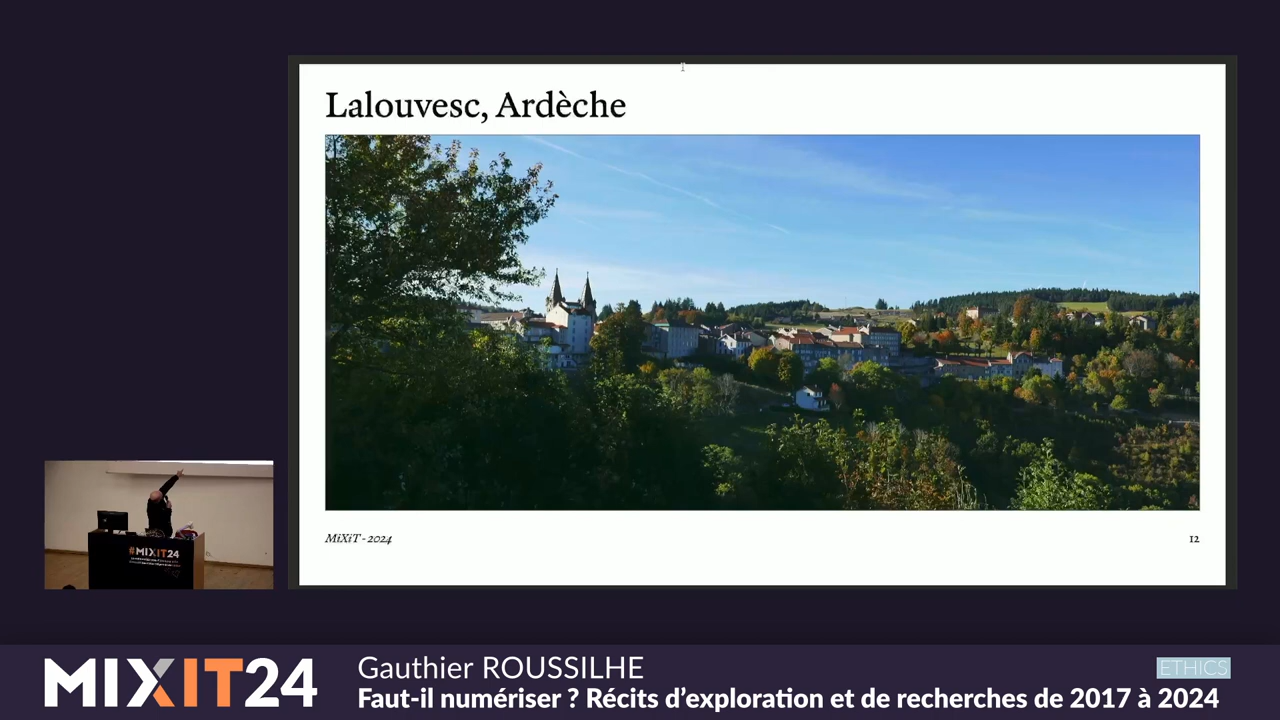 Lalouvesc, Ardèche
MiXiT - 2024
12
#MIXIT24
MIXIT24
Gauthier ROUSSILHE
ETHICS
Faut-il numériser ? Récits d’exploration et de recherches de 2017 à 2024